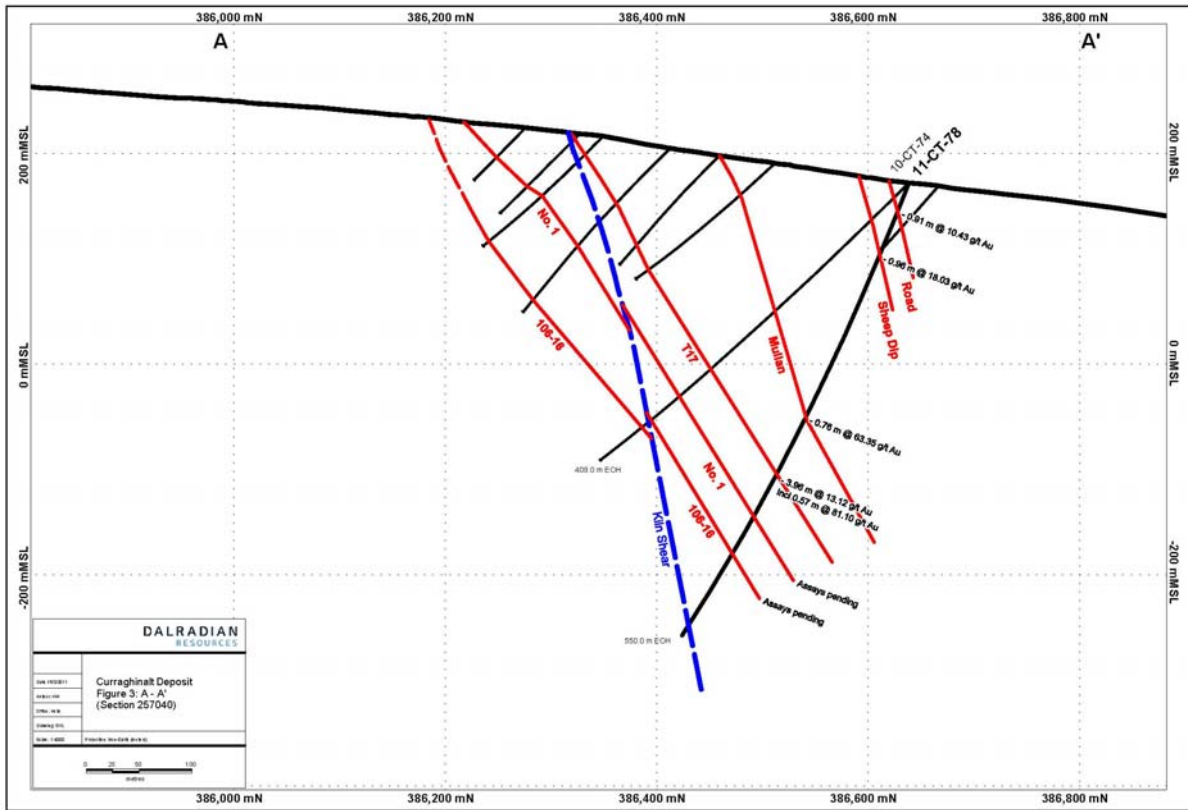 386,000 mN
386,200 mN
386,400 mN
386,600 mN
386,800 mN
A
A'
200 mMSL
200 mMSL
10-CT-74
11-CT-78
0.91 m @ 10.43 g/t Au
0.96 m @ 18.03 g/t Au
No. 1
Road
Sheep Dip
106-16
T17
Mullan
0 mMSL
0 mMSL
0.76 m @ 63.35 g/t Au
409.0 m EOH
No. 1
3.96 m @ 13.12 g/t Au
Incl 0.57 m @ 81.10 g/t Au
106-16
Kiln Shear
-200 mMSL
-200 mMSL
Assays pending
Assays pending
550.0 m EOH
DALRADIAN
RESOURCES
Curraghinalt Deposit
Figure 3: A - A'
(Section 257040)
0 25 50 100
metres
386,000 mN
386,200 mN
386,400 mN
386,600 mN
386,800 mN